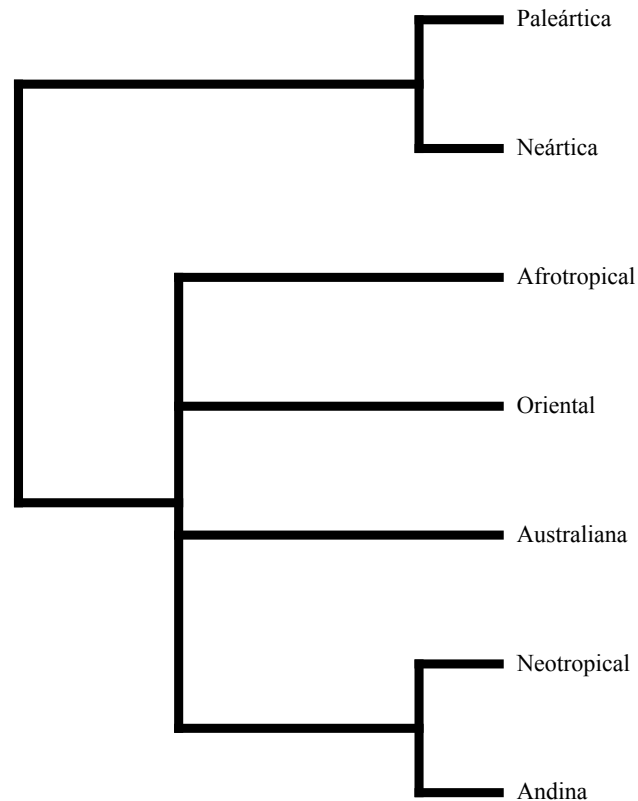 Paleártica
Neártica
Afrotropical
Oriental
Australiana
Neotropical
Andina